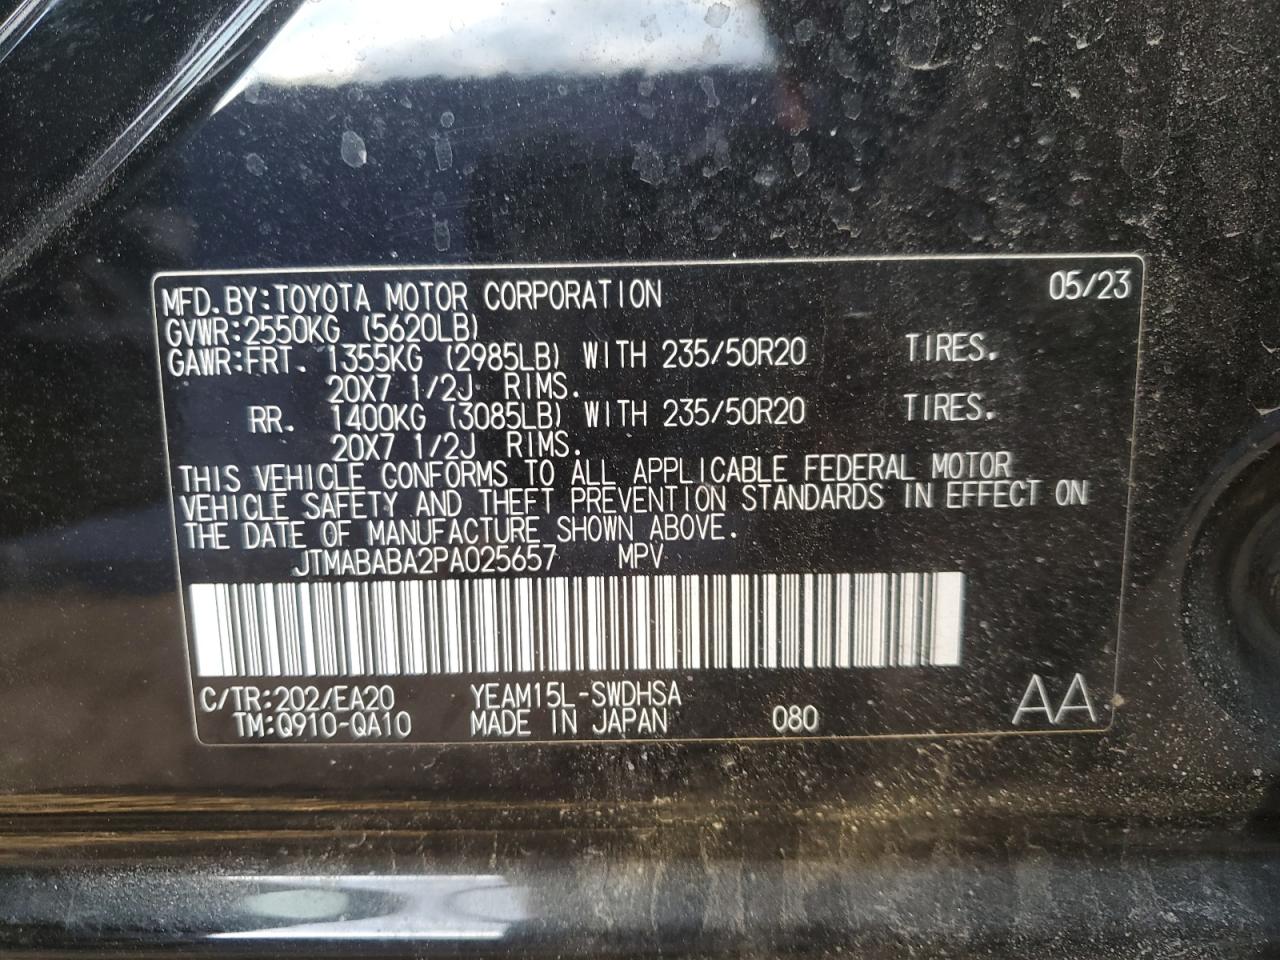 MFD.BY:TOYOTA MOTOR CORPORATION 05/23
GVWR:2550KG (5620LB)
GAWR:FRT. 1355KG (2985LB) WITH 235/50R20 TIRES.
20X7 1/2J RIMS.
RR. 1400KG (3085LB) WITH 235/50R20 TIRES.
20X7 1/2J RIMS.
THIS VEHICLE CONFORMS TO ALL APPLICABLE FEDERAL MOTOR
VEHICLE SAFETY AND THEFT PREVENTION STANDARDS IN EFFECT ON
THE DATE OF MANUFACTURE SHOWN ABOVE.
JTMABABA2PA025657 MPV
C/TR:202/EA20 YEAM15L-SWDHSA
TM:Q910-QA10 MADE IN JAPAN 080 AA